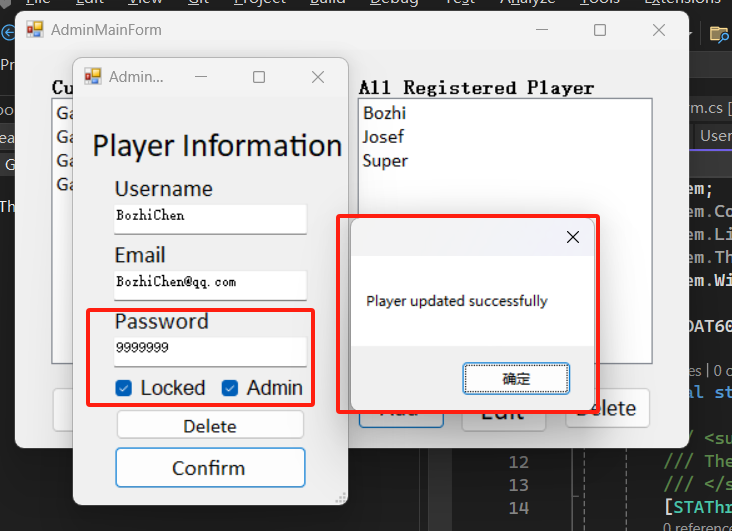 File Edit Git Project Build Debug Test Analyze Tools Extensions
AdminMainForm
Admin...
Cu
All Registered Player
Ga
Ga
Ga
Ga
Bozhi
Josef
Super
Player Information
Username
BozhiChen
Email
BozhiChen@qq.com
Password
9999999
Locked Admin
Delete
Confirm
Player updated successfully
确定
Add
Edit
Delete
Pr
G
Th
rm.cs [
User
em;
em.Co
em.Li
em.Th
em.Wi
DAT60
es | 0 c
al st
/ <su
12 /// The
13 /// </s
14 [STAThr
0 reference